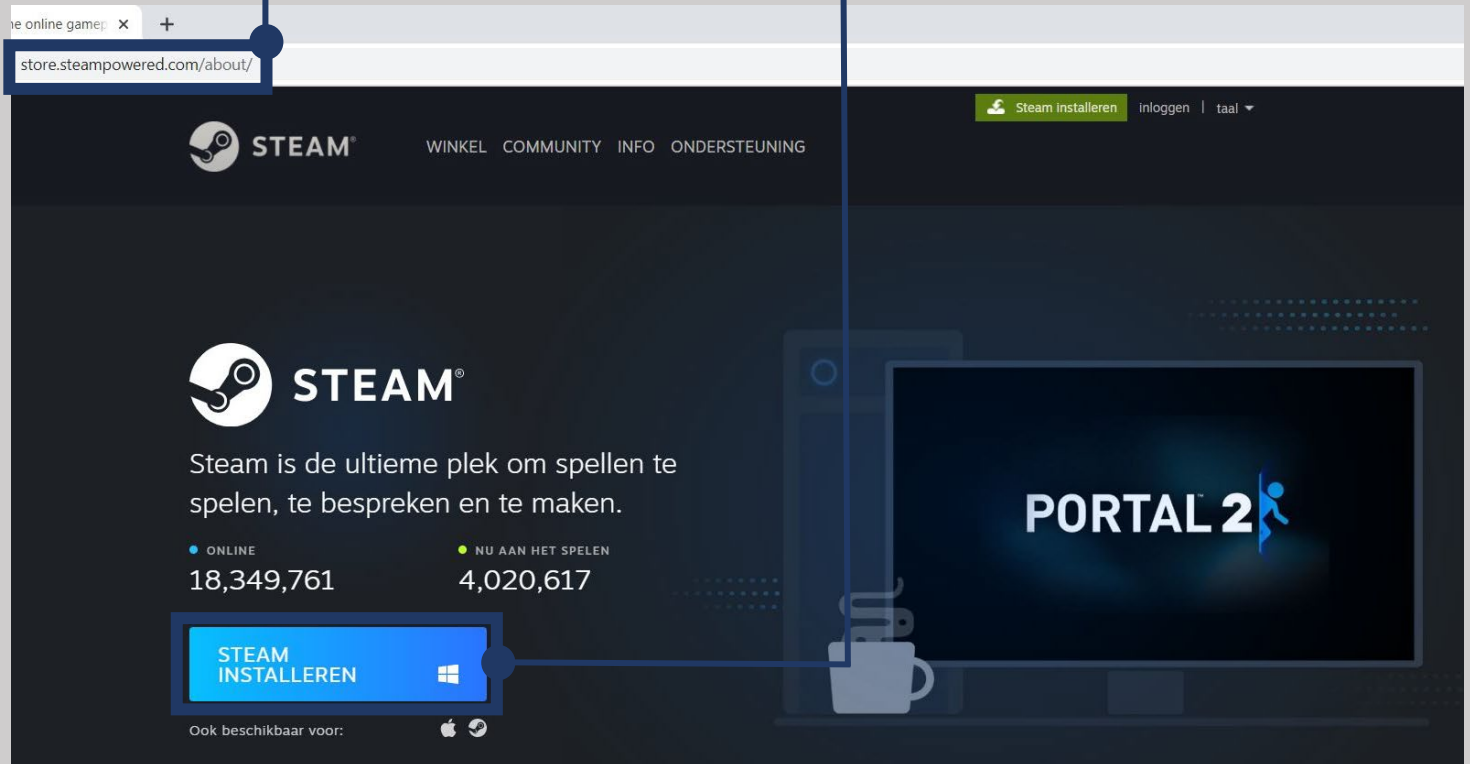 ne online gamep
store.steampowered.com/about/
Steam installeren inloggen | taal
STEAM®
WINKEL COMMUNITY INFO ONDERSTEUNING
STEAM®
Steam is de ultieme plek om spellen te
spelen, te bespreken en te maken.
ONLINE
18,349,761
NU AAN HET SPELEN
4,020,617
STEAM
INSTALLEREN
Ook beschikbaar voor:
PORTAL™ 2